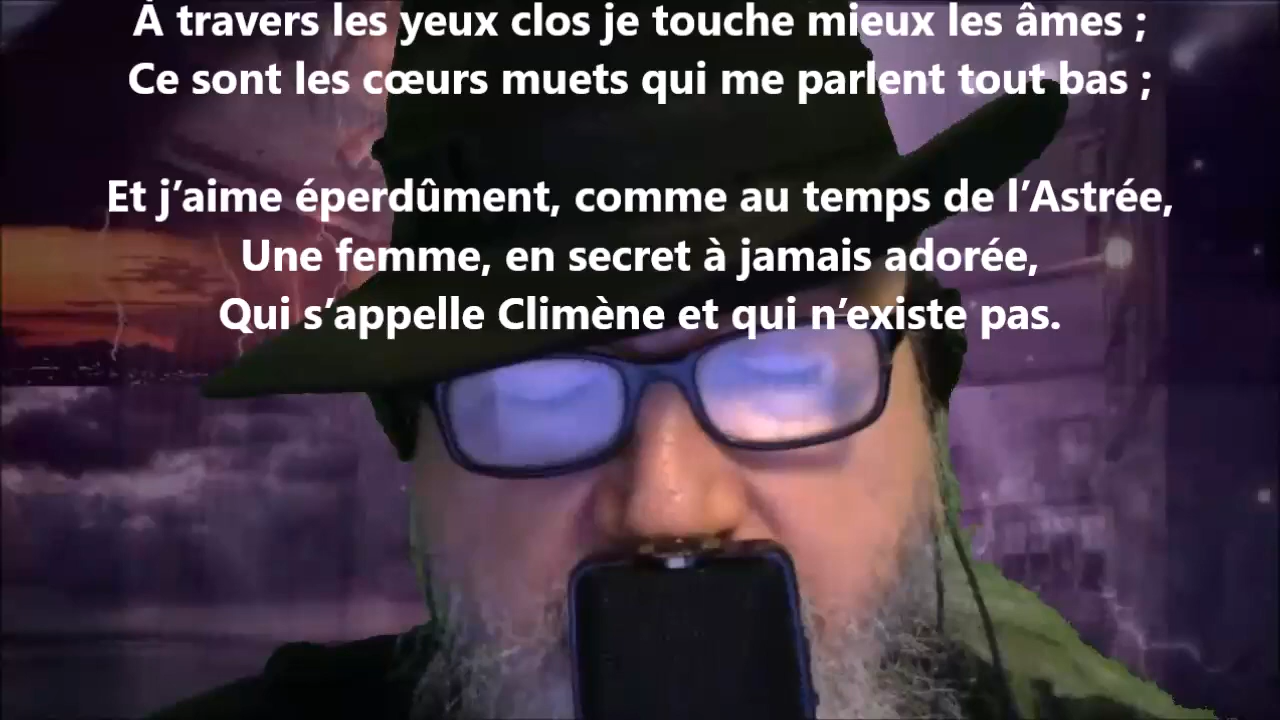 À travers les yeux clos je touche mieux les âmes ;
Ce sont les cœurs muets qui me parlent tout bas ;
Et j’aime éperdûment, comme au temps de l’Astrée,
Une femme, en secret à jamais adorée,
Qui s’appelle Climène et qui n’existe pas.